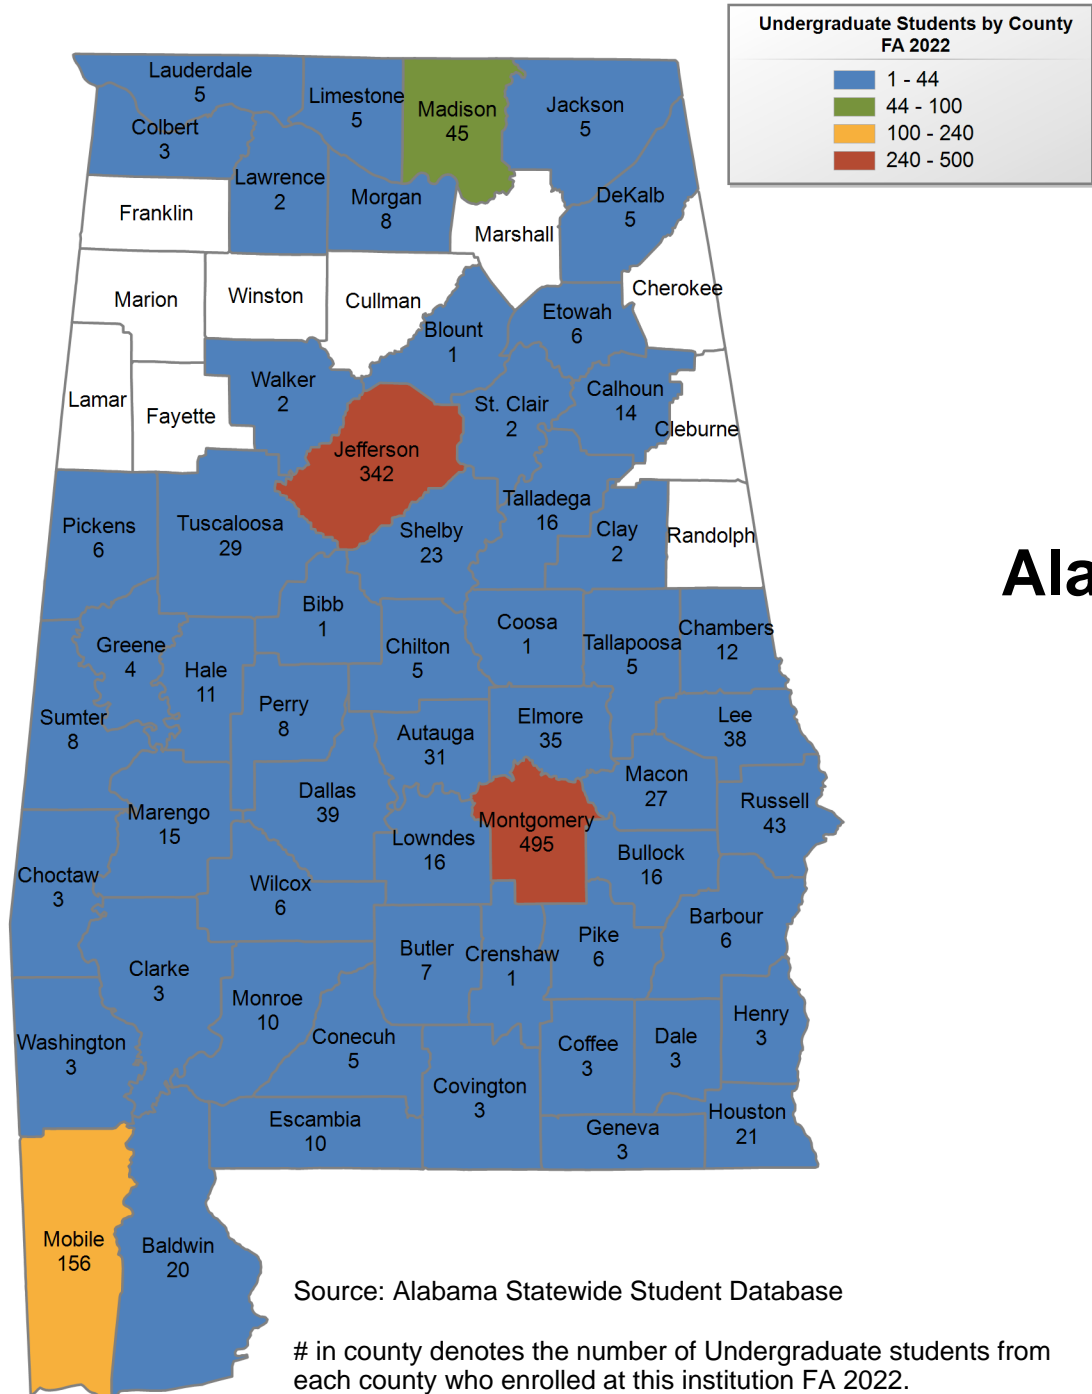 Undergraduate Students by County
FA 2022
1 - 44
44 - 100
100 - 240
240 - 500
Lauderdale
5
Limestone
5
Madison
45
Jackson
5
Colbert
3
Lawrence
2
Morgan
8
DeKalb
5
Franklin
Marshall
Marion
Winston
Cullman
Cherokee
Blount
1
Etowah
6
Walker
2
Lamar
Fayette
St. Clair
2
Calhoun
14
Cleburne
Jefferson
342
Pickens
6
Tuscaloosa
29
Shelby
23
Talladega
16
Clay
2
Randolph
Ala
Bibb
1
Greene
4
Hale
11
Chilton
5
Coosa
1
Tallapoosa
5
Chambers
12
Sumter
8
Perry
8
Autauga
31
Elmore
35
Lee
38
Marengo
15
Dallas
39
Macon
27
Russell
43
Lowndes
16
Montgomery
495
Bullock
16
Choctaw
3
Wilcox
6
Barbour
6
Clarke
3
Butler
7
Crenshaw
1
Pike
6
Monroe
10
Conecuh
5
Henry
3
Washington
3
Coffee
3
Dale
3
Covington
3
Escambia
10
Geneva
3
Houston
21
Mobile
156
Baldwin
20
Source: Alabama Statewide Student Database
# in county denotes the number of Undergraduate students from
each county who enrolled at this institution FA 2022.